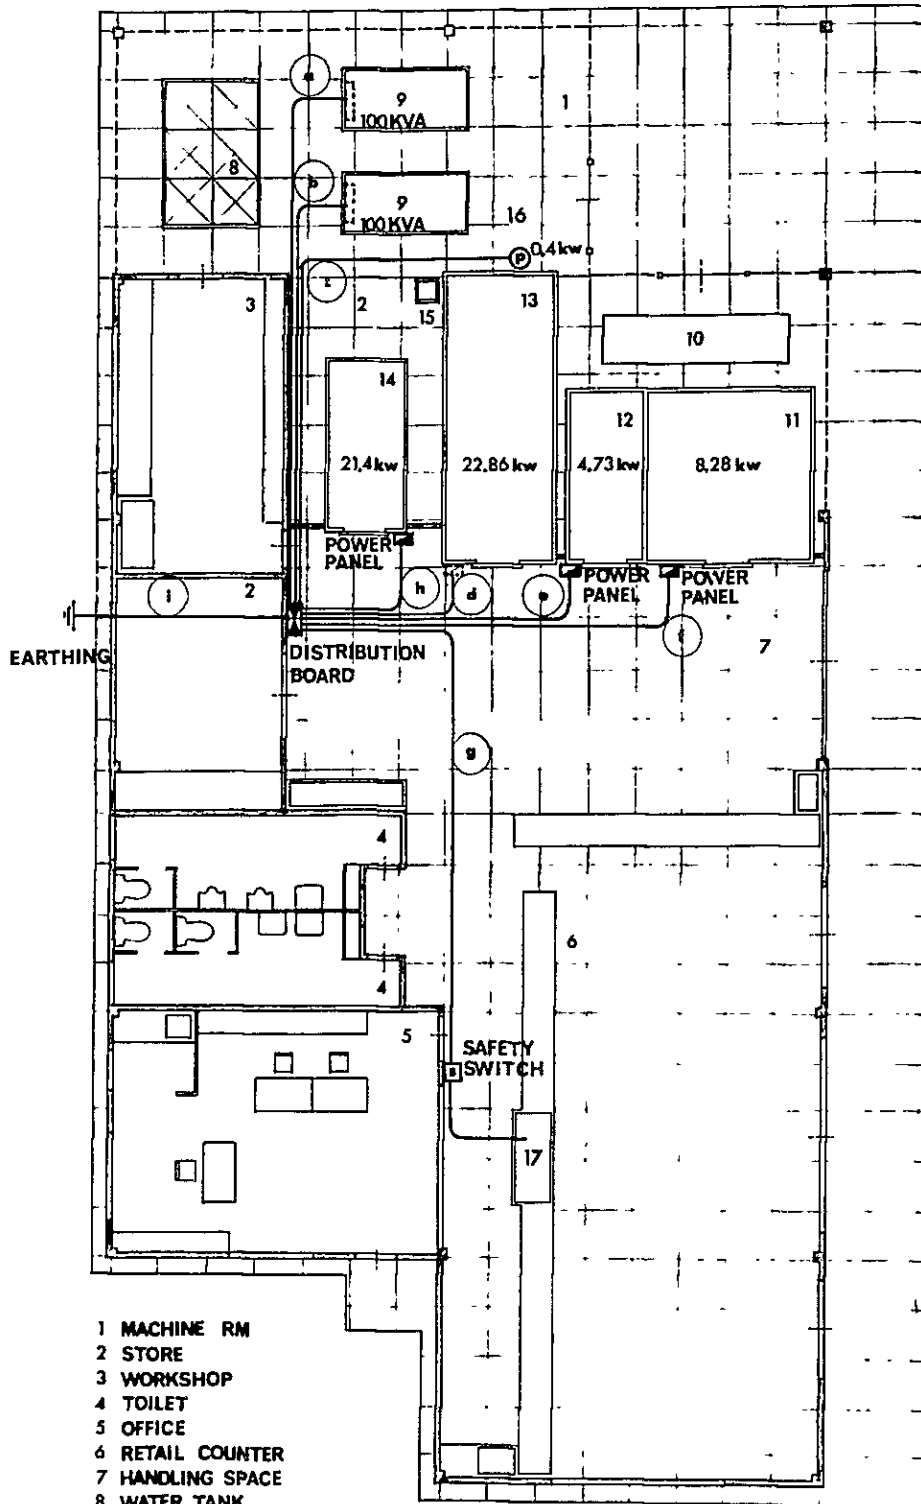 a
9
100KVA
1
8
b
9
100KVA
16
P
0.4kw
3
2
15
13
10
14
12
11
21.4kw
22.86kw
4.73kw
8.28kw
POWER
PANEL
2
h
d
e
POWER
PANEL
POWER
PANEL
i
f
7
EARTHING
DISTRIBUTION
BOARD
g
4
6
4
5
SAFETY
SWITCH
S
17
1 MACHINE RM
2 STORE
3 WORKSHOP
4 TOILET
5 OFFICE
6 RETAIL COUNTER
7 HANDLING SPACE
8 WATER TANK